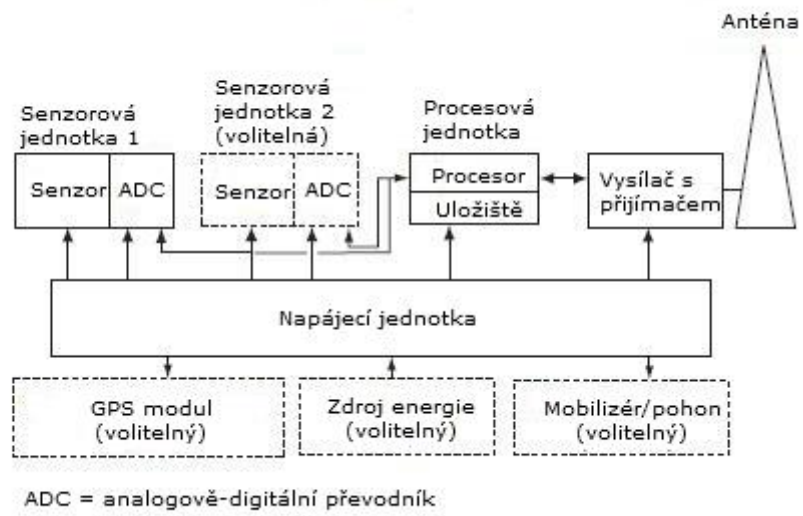 Anténa
Senzorová
jednotka 1
Senzorová
jednotka 2
(volitelná)
Procesová
jednotka
Senzor
ADC
Senzor
ADC
Procesor
Uložiště
Vysílač s
přijímačem
Napájecí jednotka
GPS modul
(volitelný)
Zdroj energie
(volitelný)
Mobilizér/pohon
(volitelný)
ADC = analogově-digitální převodník